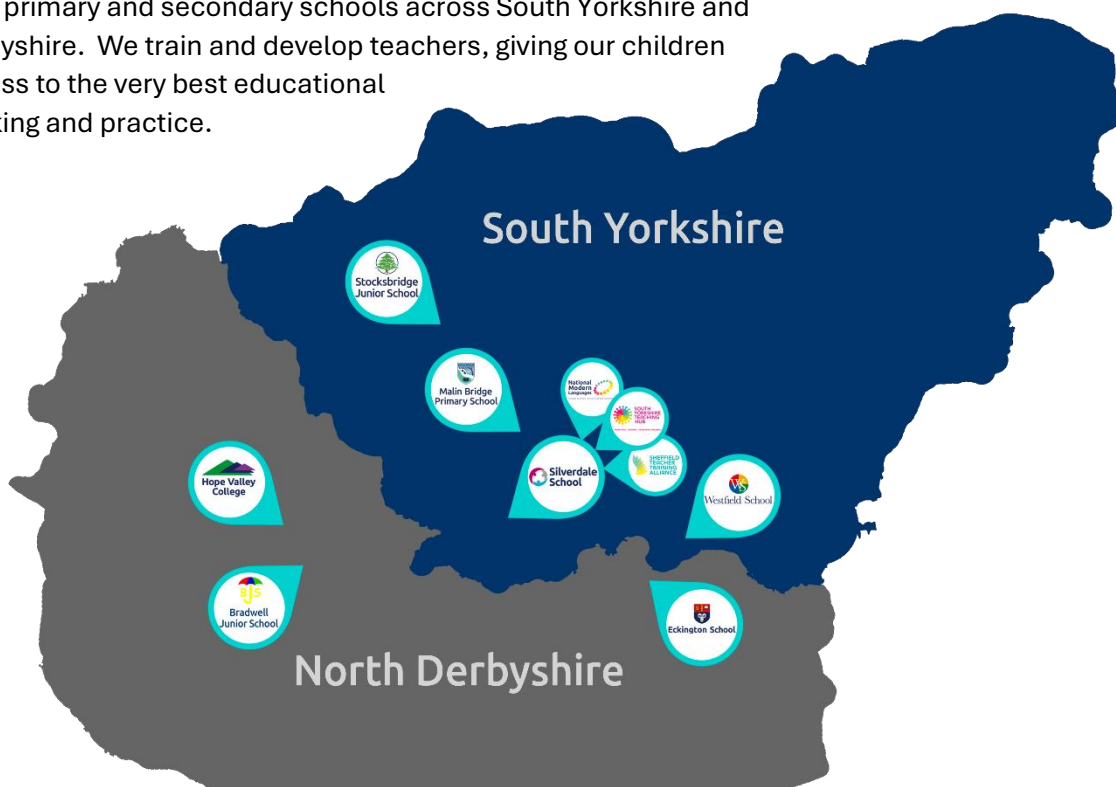 primary and secondary schools across South Yorkshire and
yshire. We train and develop teachers, giving our children
ss to the very best educational
king and practice.
South Yorkshire
Stocksbridge
Junior School
Malin Bridge
Primary School
National
Modern
Languages
SOUTH
YORKSHIRE
TEACHING
HUB
Silverdale
School
SHEFFIELD
TEACHER
TRAINING
ALLIANCE
Westfield School
Hope Valley
College
BJS
Bradwell
Junior School
Eckington School
North Derbyshire